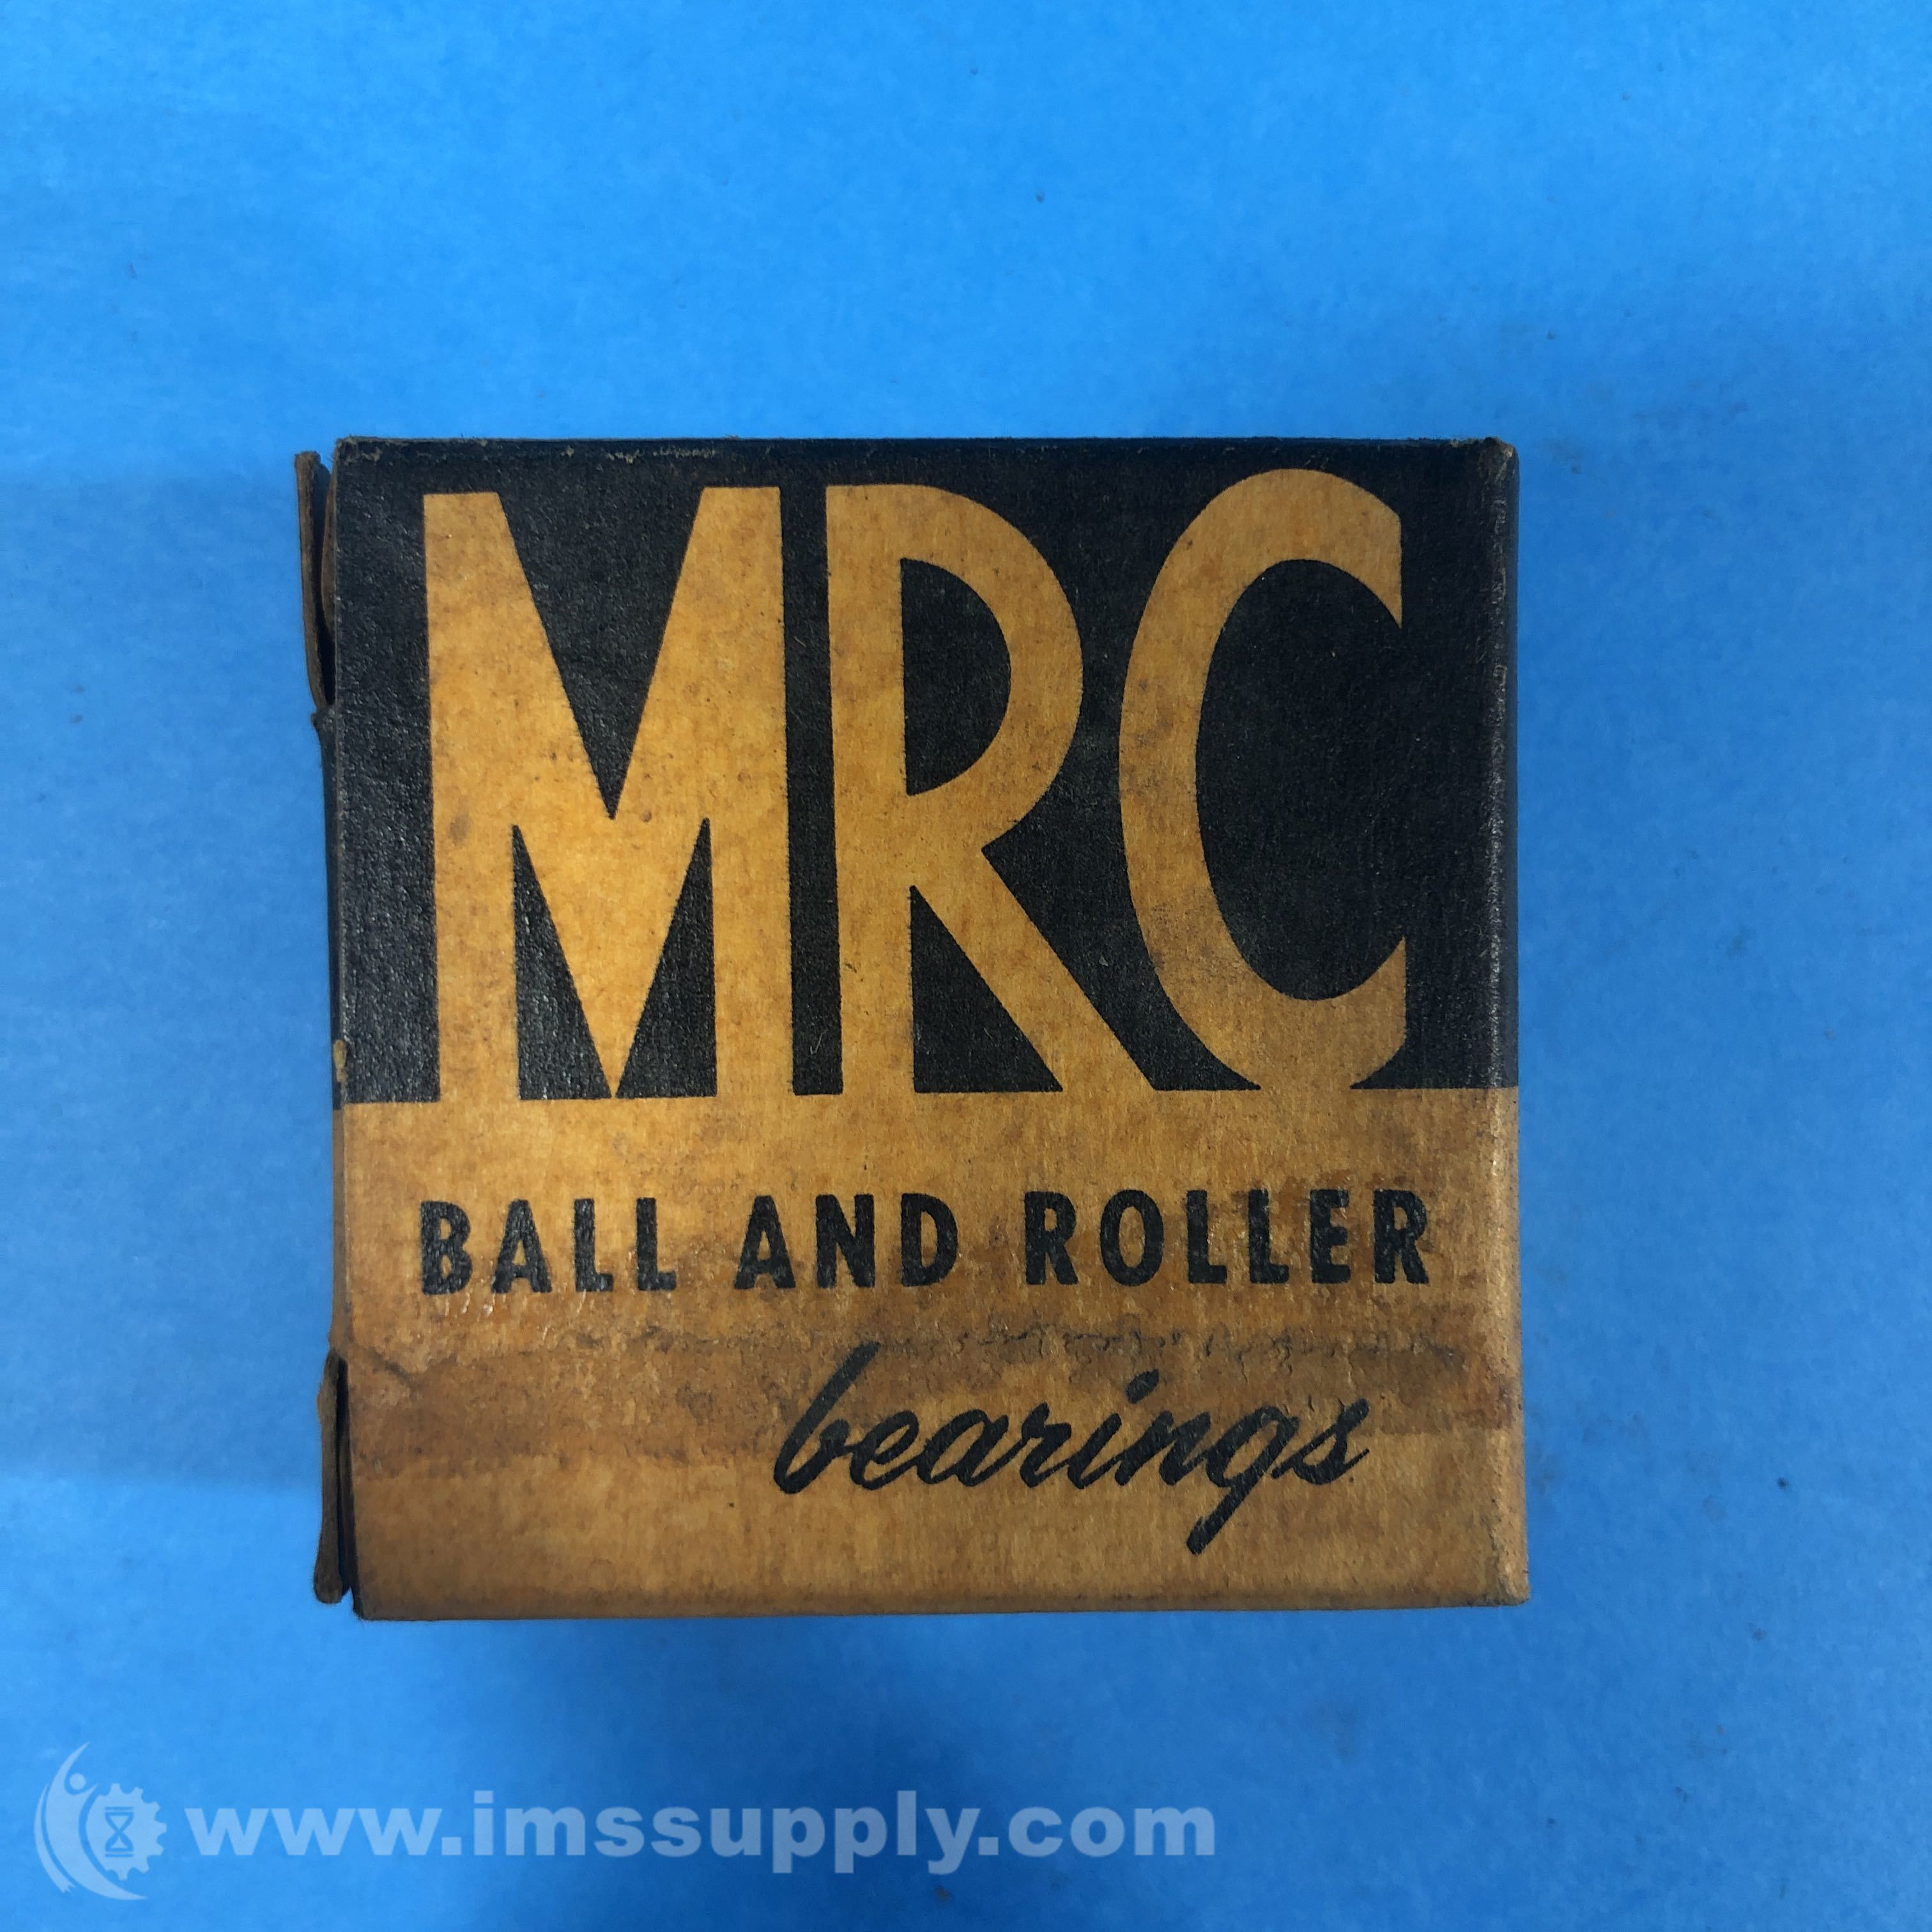 MRC
BALL AND ROLLER
bearings
www.imssupply.com